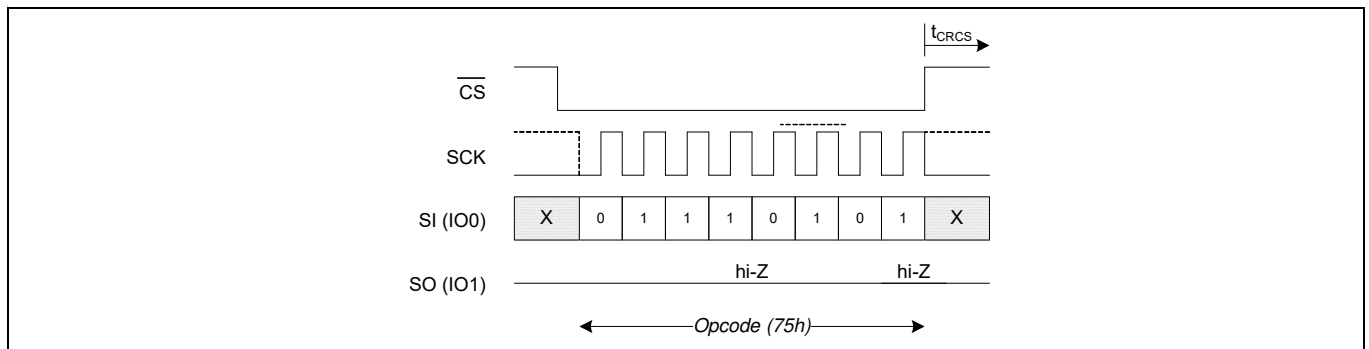 tCRCS
CS
SCK
SI (IO0) X 0 1 1 1 0 1 0 1 X
SO (IO1) hi-Z hi-Z
Opcode (75h)